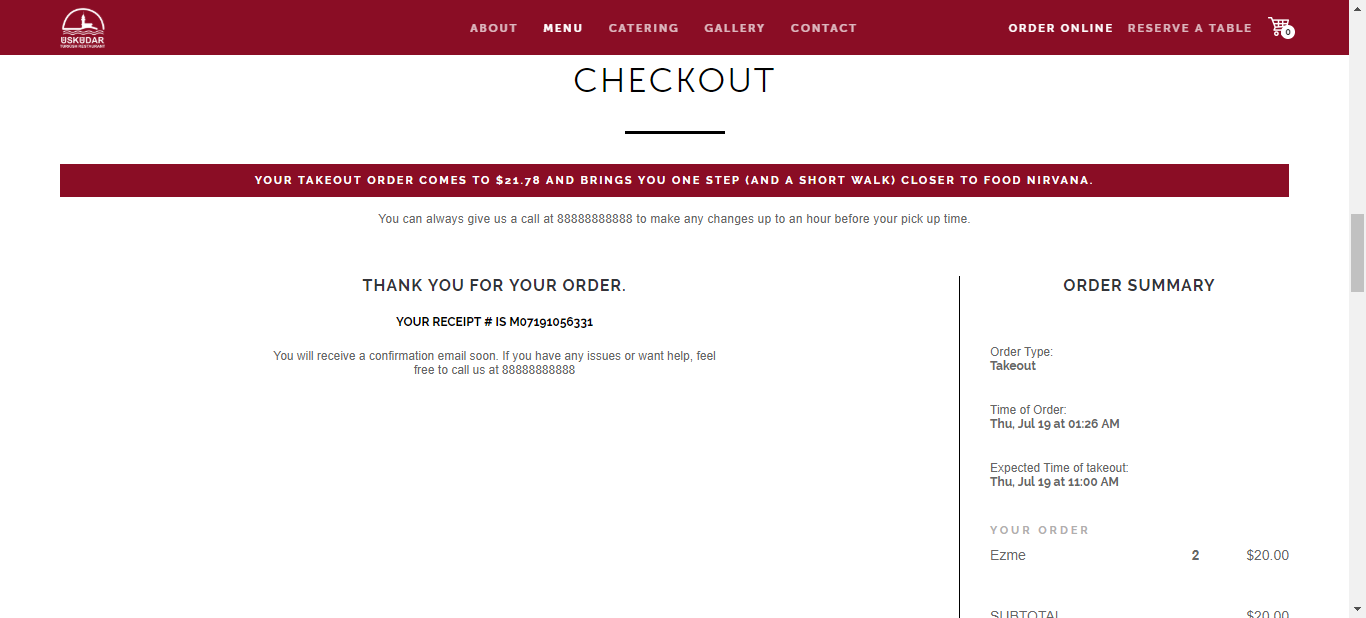 ÜSKÜDAR
TURKISH RESTAURANT
ABOUT MENU CATERING GALLERY CONTACT
ORDER ONLINE RESERVE A TABLE 0
CHECKOUT
YOUR TAKEOUT ORDER COMES TO $21.78 AND BRINGS YOU ONE STEP (AND A SHORT WALK) CLOSER TO FOOD NIRVANA.
You can always give us a call at 88888888888 to make any changes up to an hour before your pick up time.
THANK YOU FOR YOUR ORDER.
YOUR RECEIPT # IS M07191056331
You will receive a confirmation email soon. If you have any issues or want help, feel
free to call us at 88888888888
ORDER SUMMARY
Order Type:
Takeout
Time of Order:
Thu, Jul 19 at 01:26 AM
Expected Time of takeout:
Thu, Jul 19 at 11:00 AM
YOUR ORDER
Ezme 2 $20.00
SUBTOTAL $20.00